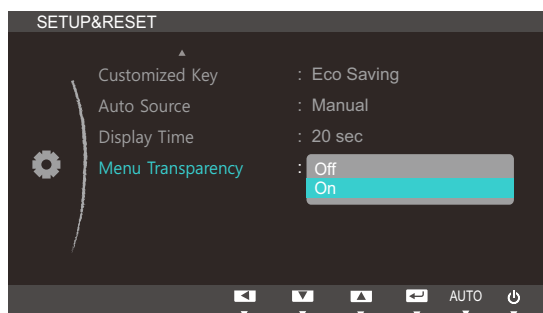 SETUP&RESET
Customized Key : Eco Saving
Auto Source : Manual
Display Time : 20 sec
Menu Transparency : Off
On
AUTO